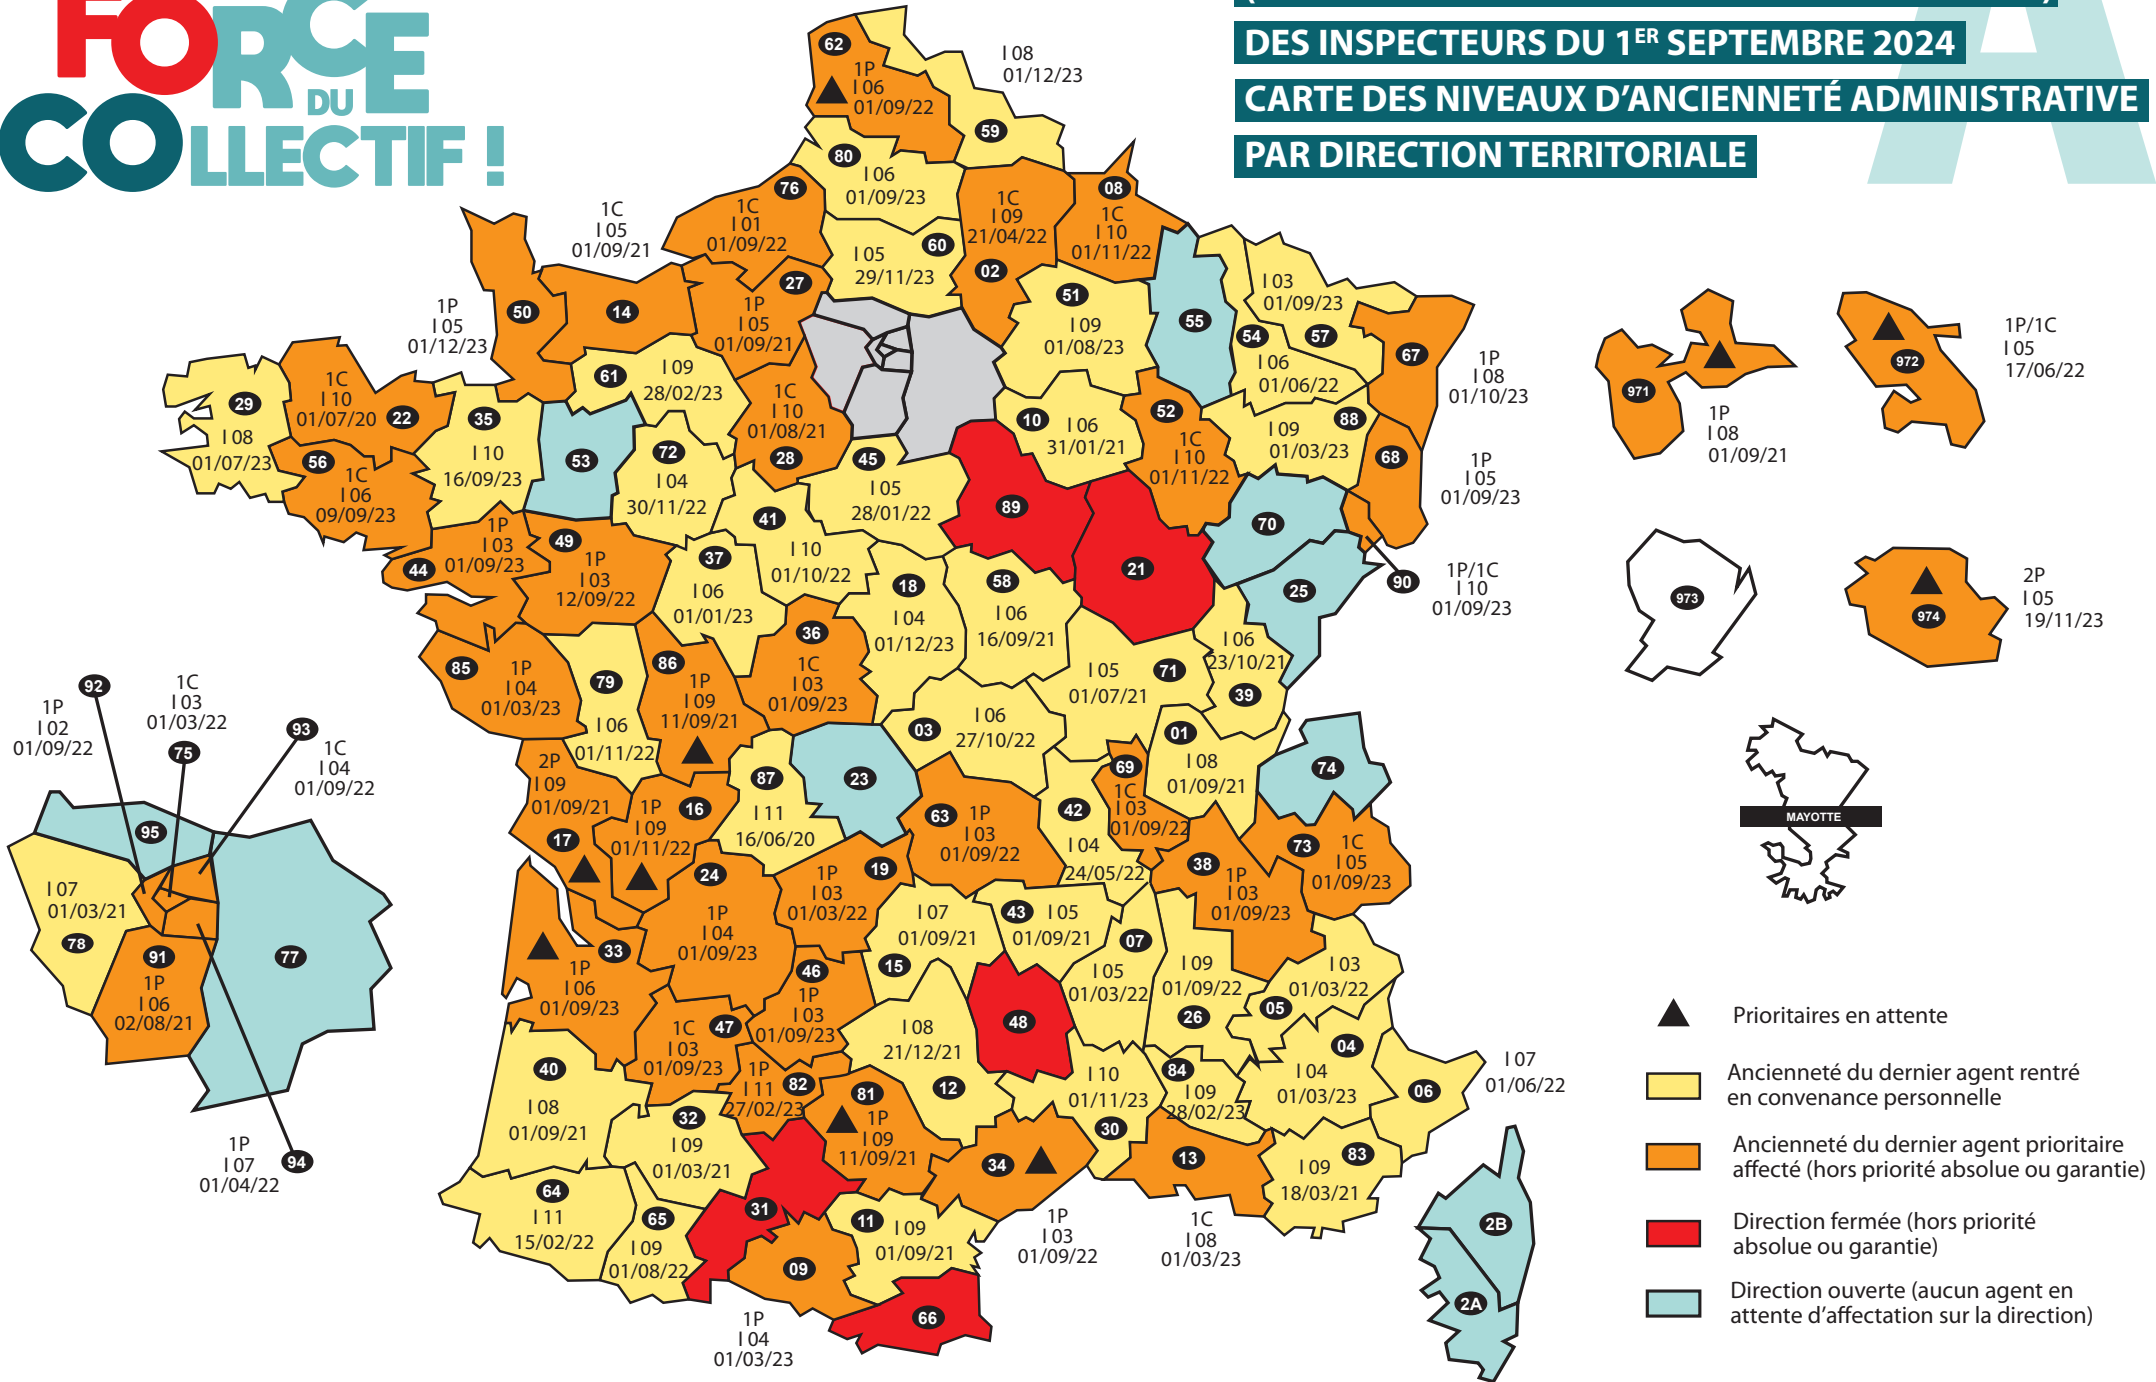 FORCE
DU
COLLECTIF !
DES INSPECTEURS DU 1ER SEPTEMBRE 2024
CARTE DES NIVEAUX D'ANCIENNETÉ ADMINISTRATIVE
PAR DIRECTION TERRITORIALE
62
1P
I 06
01/09/22
I 08
01/12/23
59
80
I 06
01/09/23
76
1C
I 01
01/09/22
60
I 05
29/11/23
1C
I 09
21/04/22
02
08
1C
I 10
01/11/22
1C
I 05
01/09/21
14
1P
I 05
01/12/23
50
27
1P
I 05
01/09/21
51
I 09
01/08/23
55
I 03
01/09/23
57
54
I 06
01/06/22
67
1P
I 08
01/10/23
61
I 09
28/02/23
29
I 08
01/07/23
1C
I 10
01/07/20
22
35
I 10
16/09/23
56
1C
I 06
09/09/23
53
72
I 04
30/11/22
1C
I 10
01/08/21
28
45
I 05
28/01/22
10
I 06
31/01/21
52
1C
I 10
01/11/22
88
I 09
01/03/23
68
1P
I 05
01/09/23
89
21
70
25
90
1P/1C
I 10
01/09/23
44
1P
I 03
01/09/23
49
1P
I 03
12/09/22
37
I 06
01/01/23
41
I 10
01/10/22
18
I 04
01/12/23
58
I 06
16/09/21
36
1C
I 03
01/09/23
85
1P
I 04
01/03/23
79
I 06
01/11/22
86
1P
I 09
11/09/21
71
I 05
01/07/21
39
I 06
23/10/21
03
I 06
27/10/22
01
I 08
01/09/21
74
2P
I 09
01/09/21
17
16
1P
I 09
01/11/22
87
I 11
16/06/20
23
63
1P
I 03
01/09/22
42
I 04
24/05/22
69
1C
I 03
01/09/22
38
1P
I 03
01/09/23
73
1C
I 05
01/09/23
24
1P
I 04
01/09/23
19
1P
I 03
01/03/22
33
1P
I 06
01/09/23
46
1P
I 03
01/09/23
47
1C
I 03
01/09/23
15
I 07
01/09/21
43
I 05
01/09/21
07
I 05
01/03/22
26
I 09
01/09/22
05
I 03
01/03/22
48
04
I 04
01/03/23
06
I 07
01/06/22
40
I 08
01/09/21
82
1P
I 11
27/02/23
12
I 08
21/12/21
30
I 10
01/11/23
84
I 09
28/02/23
32
I 09
01/03/21
81
1P
I 09
11/09/21
34
1P
I 03
01/09/22
13
1C
I 08
01/03/23
83
I 09
18/03/21
64
I 11
15/02/22
65
I 09
01/08/22
31
09
1P
I 04
01/03/23
11
I 09
01/09/21
66
2B
2A
92
1P
I 02
01/09/22
1C
I 03
01/03/22
75
93
1C
I 04
01/09/22
95
I 07
01/03/21
78
91
1P
I 06
02/08/21
77
1P
I 07
01/04/22
94
971
1P
I 08
01/09/21
972
1P/1C
I 05
17/06/22
973
974
2P
I 05
19/11/23
MAYOTTE
Prioritaires en attente
Ancienneté du dernier agent rentré
en convenance personnelle
Ancienneté du dernier agent prioritaire
affecté (hors priorité absolue ou garantie)
Direction fermée (hors priorité
absolue ou garantie)
Direction ouverte (aucun agent en
attente d'affectation sur la direction)